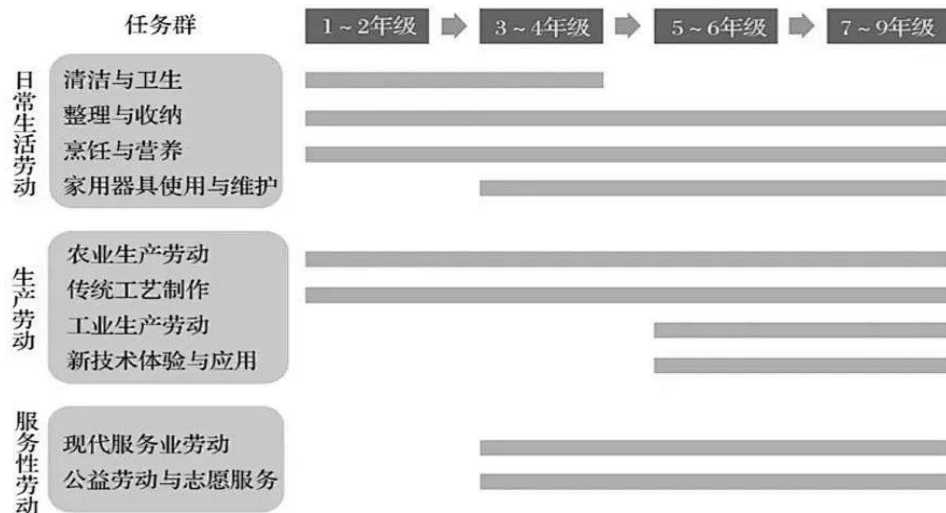 任务群 1~2年级 3~4年级 5~6年级 7~9年级
日常生活劳动
清洁与卫生
整理与收纳
烹饪与营养
家用器具使用与维护
生产劳动
农业生产劳动
传统工艺制作
工业生产劳动
新技术体验与应用
服务性劳动
现代服务业劳动
公益劳动与志愿服务